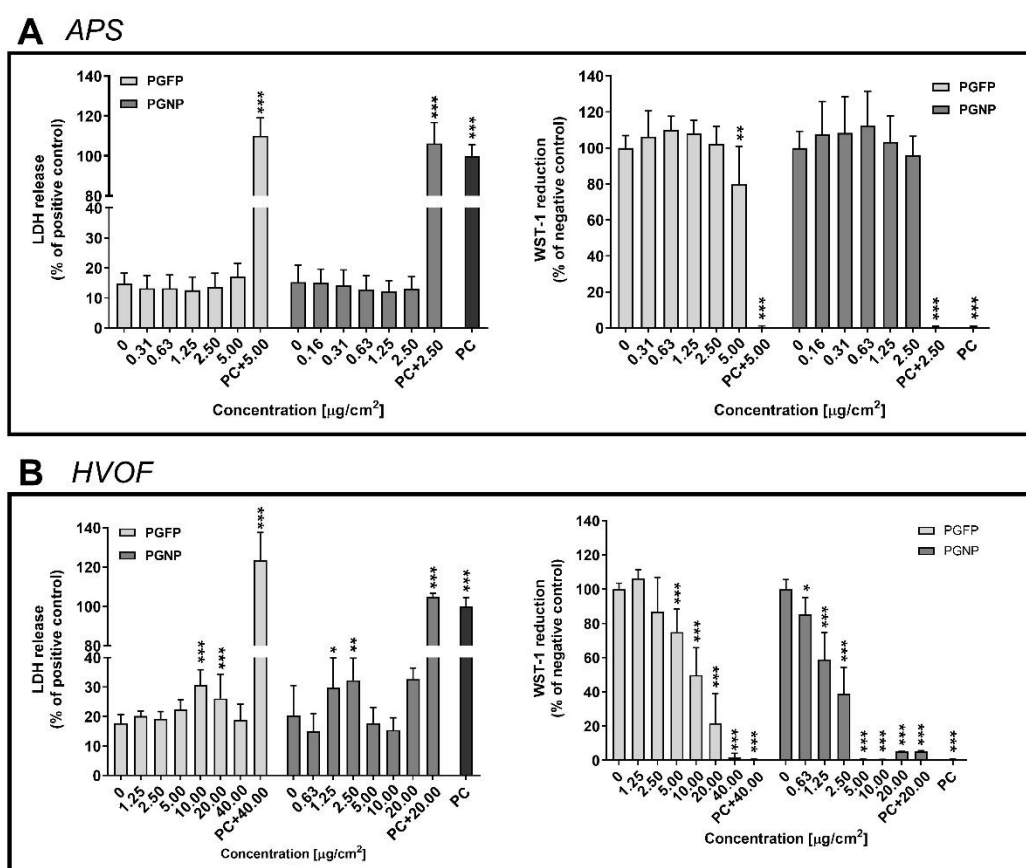 A APS
PGFP
PGNP
LDH release
(% of positive control)
140
120
100
80
40
30
20
10
0
***
***
***
0 0.31 0.63 1.25 2.50 5.00 PC+5.00 0 0.16 0.31 0.63 1.25 2.50 PC+2.50 PC
Concentration [µg/cm²]
PGFP
PGNP
WST-1 reduction
(% of negative control)
140
120
100
80
60
40
20
0
**
***
***
***
0 0.31 0.63 1.25 2.50 5.00 PC+5.00 0 0.16 0.31 0.63 1.25 2.50 PC+2.50 PC
Concentration [µg/cm²]
B HVOF
PGFP
PGNP
LDH release
(% of positive control)
140
120
100
80
40
30
20
10
0
***
***
***
*
**
***
***
0 1.25 2.50 5.00 10.00 20.00 40.00 PC+40.00 0 0.63 1.25 2.50 5.00 10.00 20.00 PC+20.00 PC
Concentration [µg/cm²]
PGFP
PGNP
WST-1 reduction
(% of negative control)
140
120
100
80
60
40
20
0
***
***
***
***
***
*
***
***
***
***
***
***
***
0 1.25 2.50 5.00 10.00 20.00 40.00 PC+40.00 0 0.63 1.25 2.50 5.00 10.00 20.00 PC+20.00 PC
Concentration [µg/cm²]